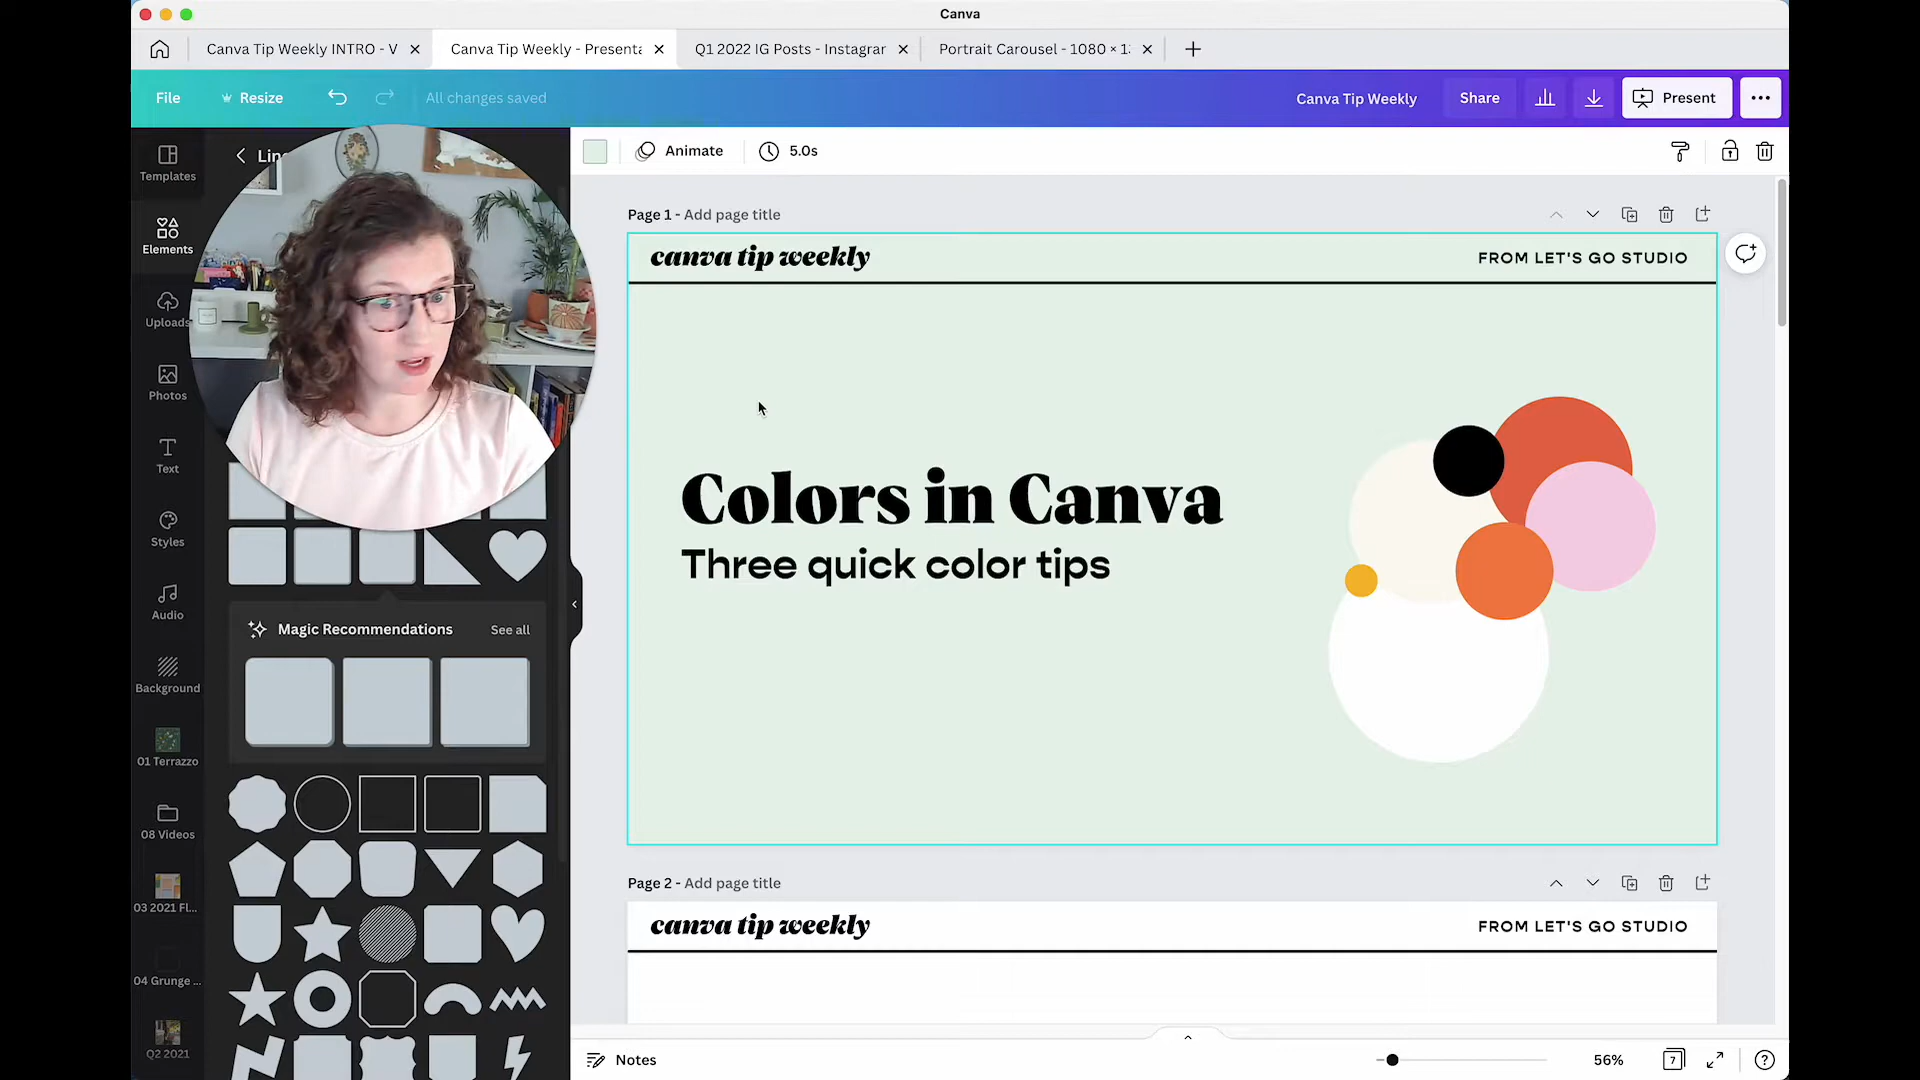 Canva
Canva Tip Weekly INTRO - V
Canva Tip Weekly - Presenta
Q1 2022 IG Posts - Instagrar
Portrait Carousel - 1080 × 1
File
Resize
All changes saved
Canva Tip Weekly
Share
Present
Templates
Elements
Uploads
Photos
Text
Styles
Audio
Background
01 Terrazzo
08 Videos
03 2021 Fl...
04 Grunge ...
Q2 2021
Magic Recommendations
See all
Animate
5.0s
Page 1 - Add page title
canva tip weekly
FROM LET'S GO STUDIO
Colors in Canva
Three quick color tips
Page 2 - Add page title
canva tip weekly
FROM LET'S GO STUDIO
Notes
56%
7